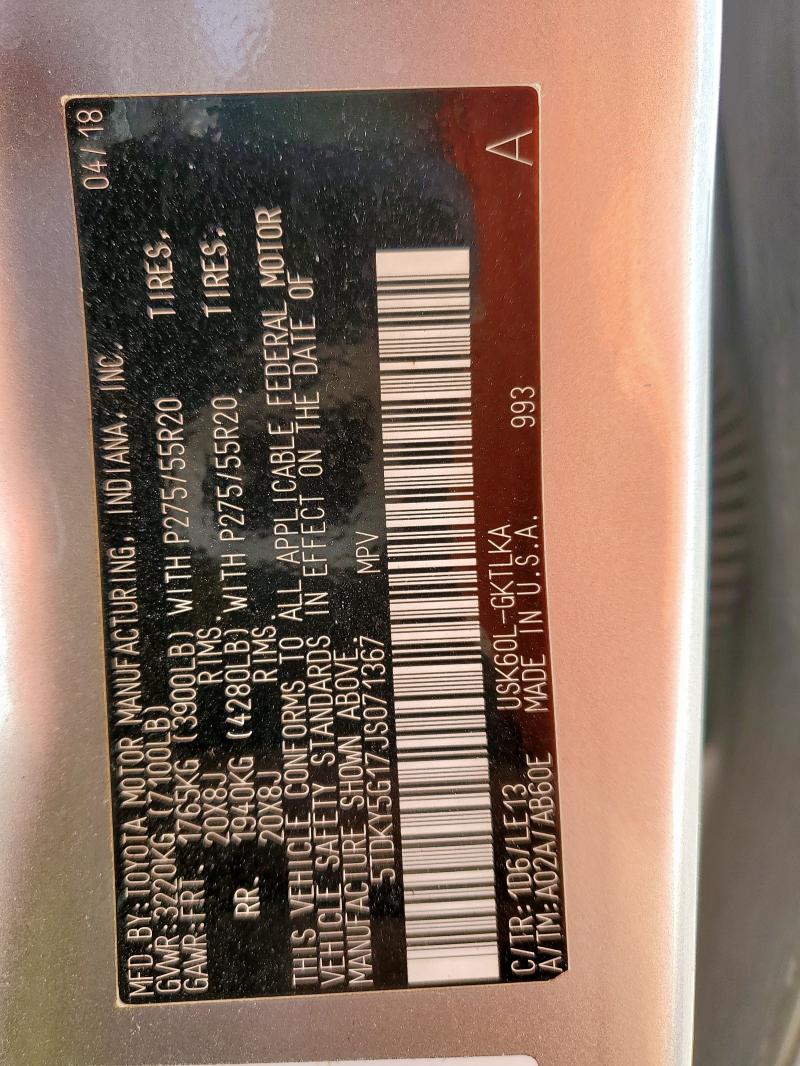 MFD.BY:TOYOTA MOTOR MANUFACTURING, INDIANA, INC. 04/18
GVWR:3220KG (7100LB)
GAWR:FRT. 1765KG (3900LB) WITH P275/55R20 TIRES,
20X8J RIMS.
RR. 1940KG (4280LB) WITH P275/55R20 TIRES,
20X8J RIMS.
THIS VEHICLE CONFORMS TO ALL APPLICABLE FEDERAL MOTOR
VEHICLE SAFETY STANDARDS IN EFFECT ON THE DATE OF
MANUFACTURE SHOWN ABOVE.
5TDKY5G17JS071367 MPV
C/TR:1D6/LE13 USK60L-GKTLKA 993 A
A/TM:A02A/AB60E MADE IN U.S.A.